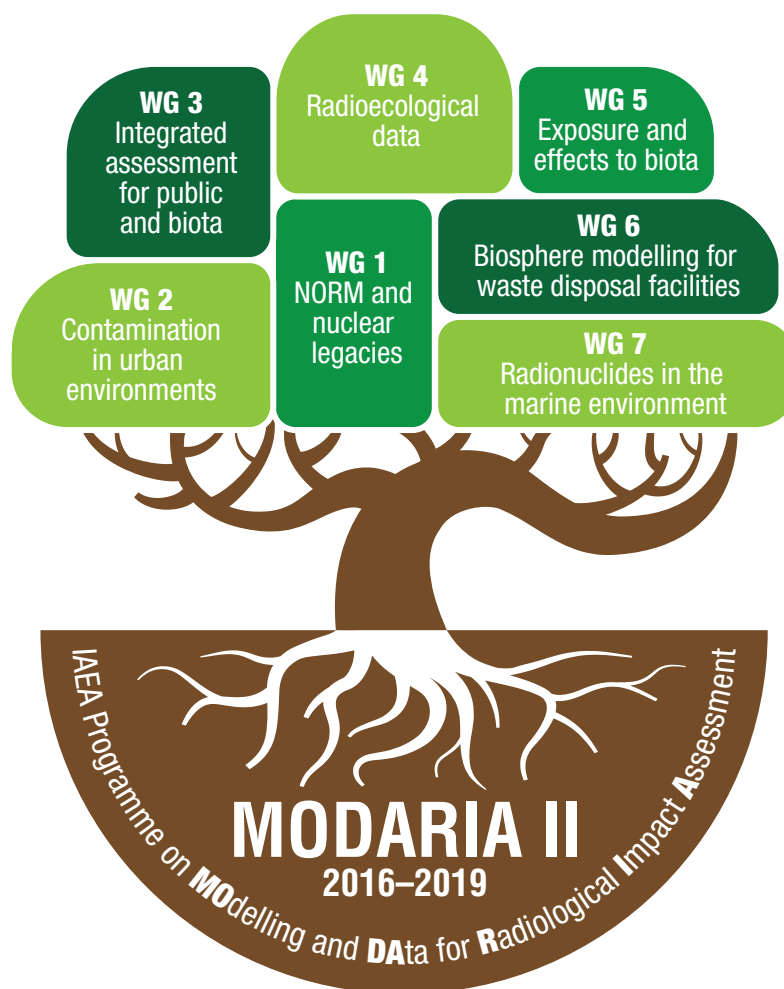 WG 3
Integrated
assessment
for public
and biota
WG 4
Radioecological
data
WG 5
Exposure and
effects to biota
WG 2
Contamination
in urban
environments
WG 1
NORM and
nuclear
legacies
WG 6
Biosphere modelling for
waste disposal facilities
WG 7
Radionuclides in the
marine environment
MODARIA II
2016–2019
IAEA Programme on MOdelling and DAta for Radiological Impact Assessment